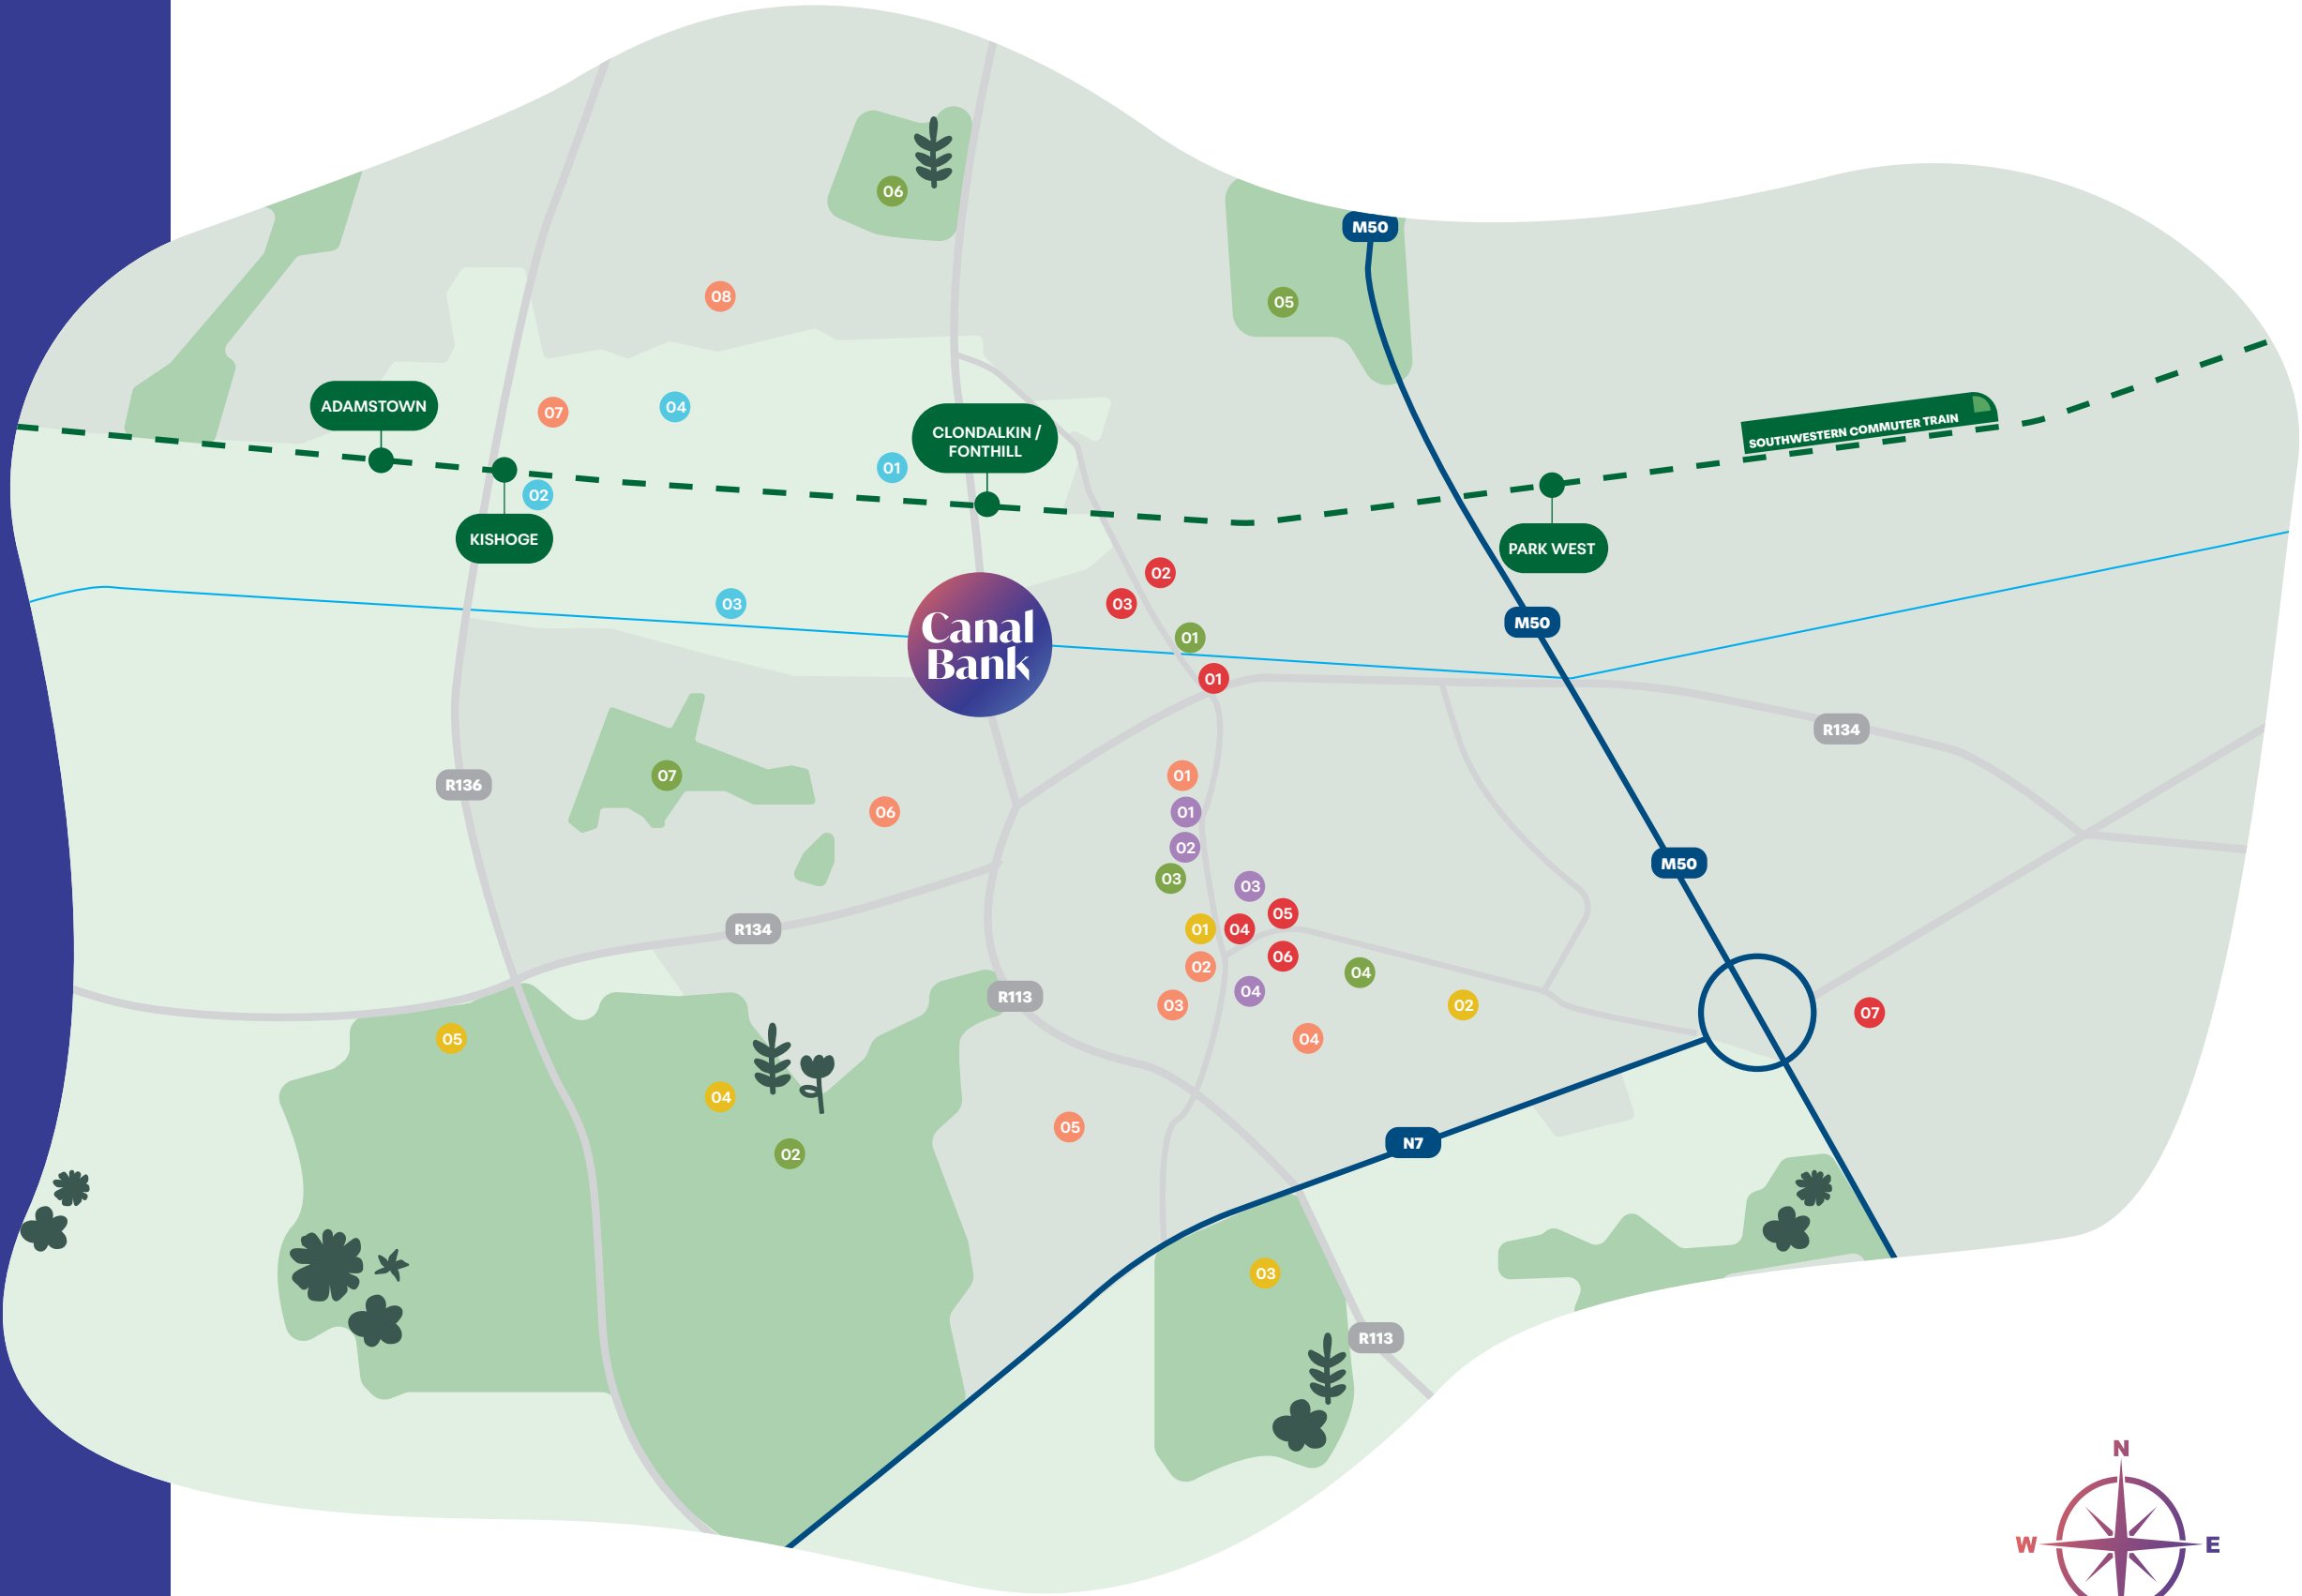 06
M50
08
05
ADAMSTOWN
07
04
CLONDALKIN /
FONTHILL
SOUTHWESTERN COMMUTER TRAIN
01
02
KISHOGE
PARK WEST
02
03
03
M50
Canal
Bank
01
01
R134
R136
07
01
06
01
02
M50
03
03
05
R134
01
04
02
06
04
R113
04
03
02
07
05
04
04
05
N7
02
03
R113
N
W
E